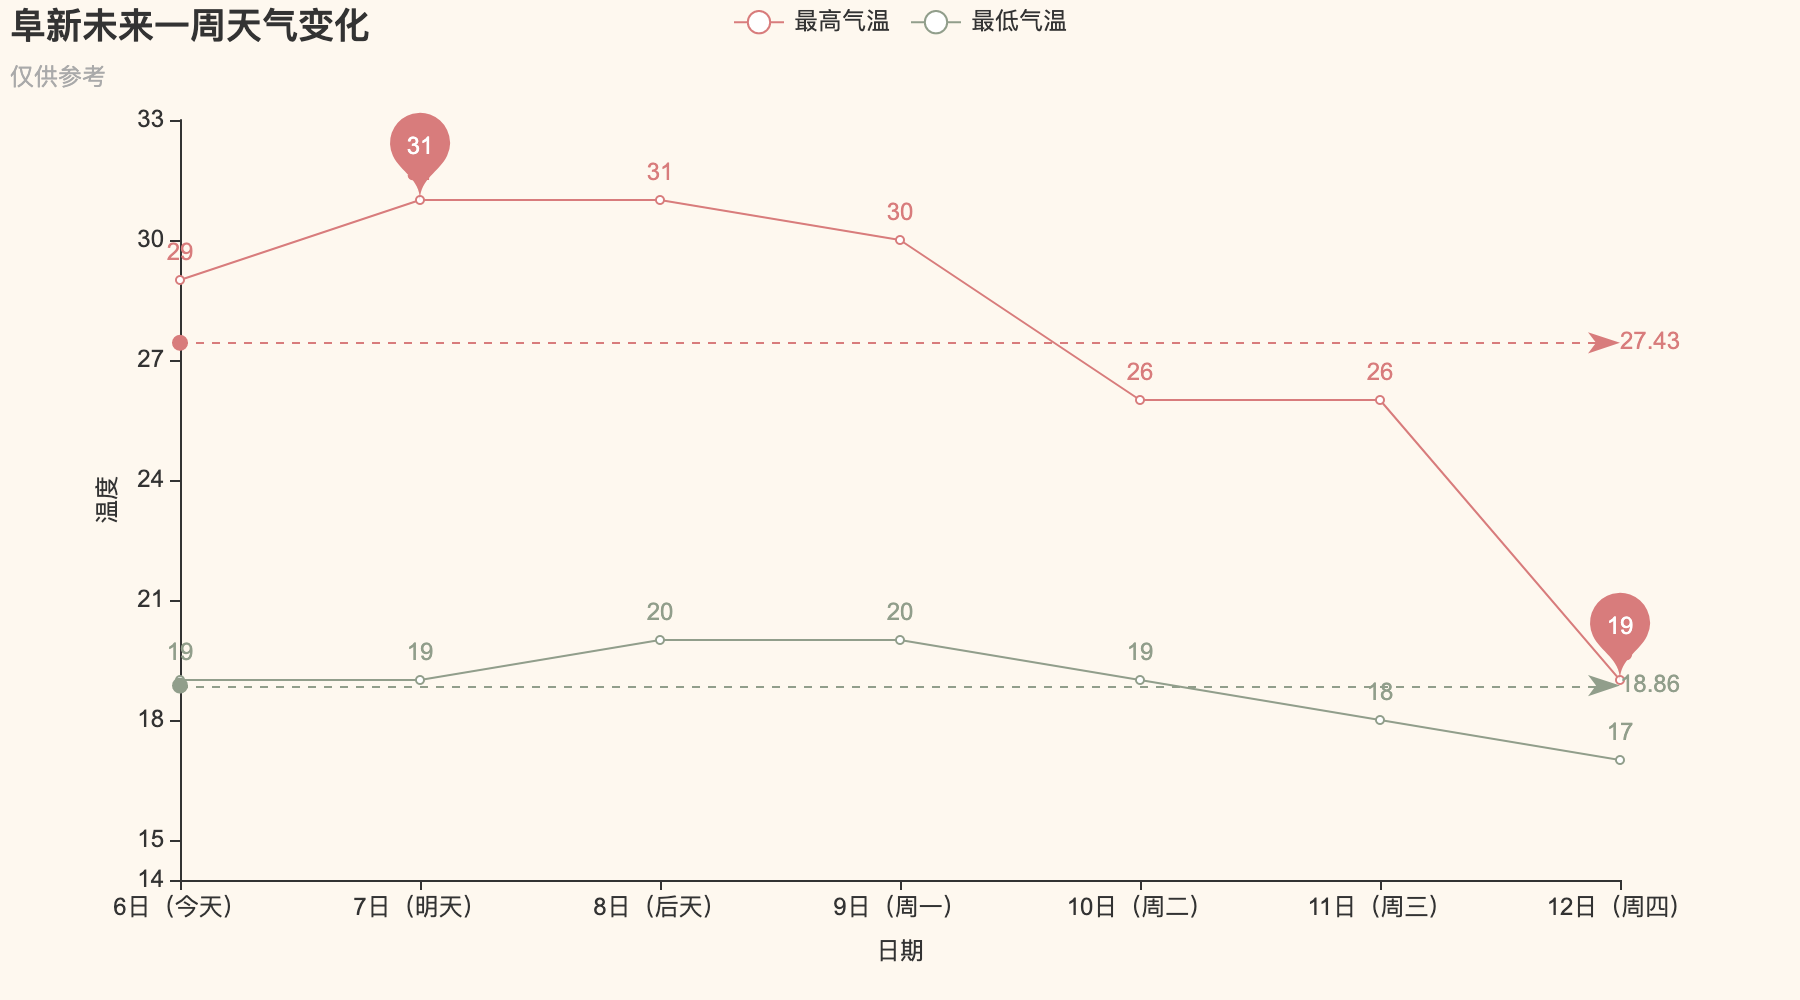 阜新未来一周天气变化
仅供参考
最高气温
最低气温
33
30
27
24
21
18
15
14
温度
29
31
31
30
26
26
19
27.43
19
19
20
20
19
18
17
18.86
6日（今天）
7日（明天）
8日（后天）
9日（周一）
10日（周二）
11日（周三）
12日（周四）
日期